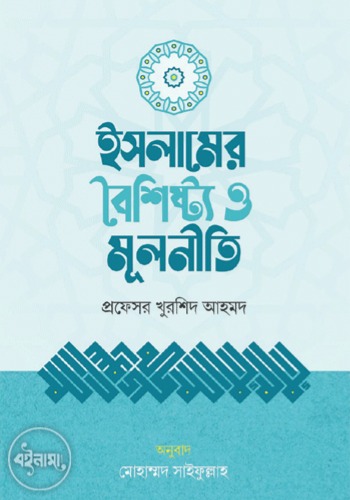 ইসলামের
বৈশিষ্ট্য ও
মূলনীতি
প্রফেসর খুরশিদ আহমদ
অনুবাদ
মোহাম্মদ সাইফুল্লাহ
বইনামা